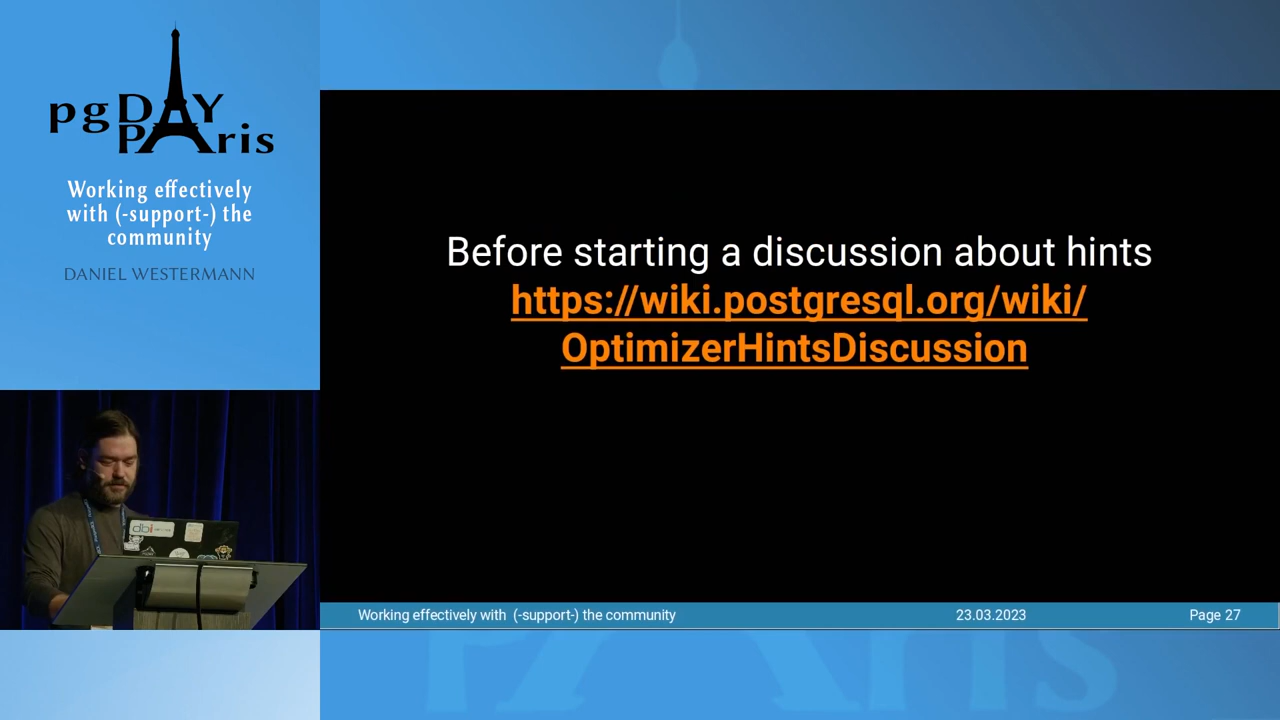 pgDAY
PAris
Working effectively
with (-support-) the
community
DANIEL WESTERMANN
Before starting a discussion about hints
https://wiki.postgresql.org/wiki/
OptimizerHintsDiscussion
dbi
Working effectively with (-support-) the community 23.03.2023 Page 27